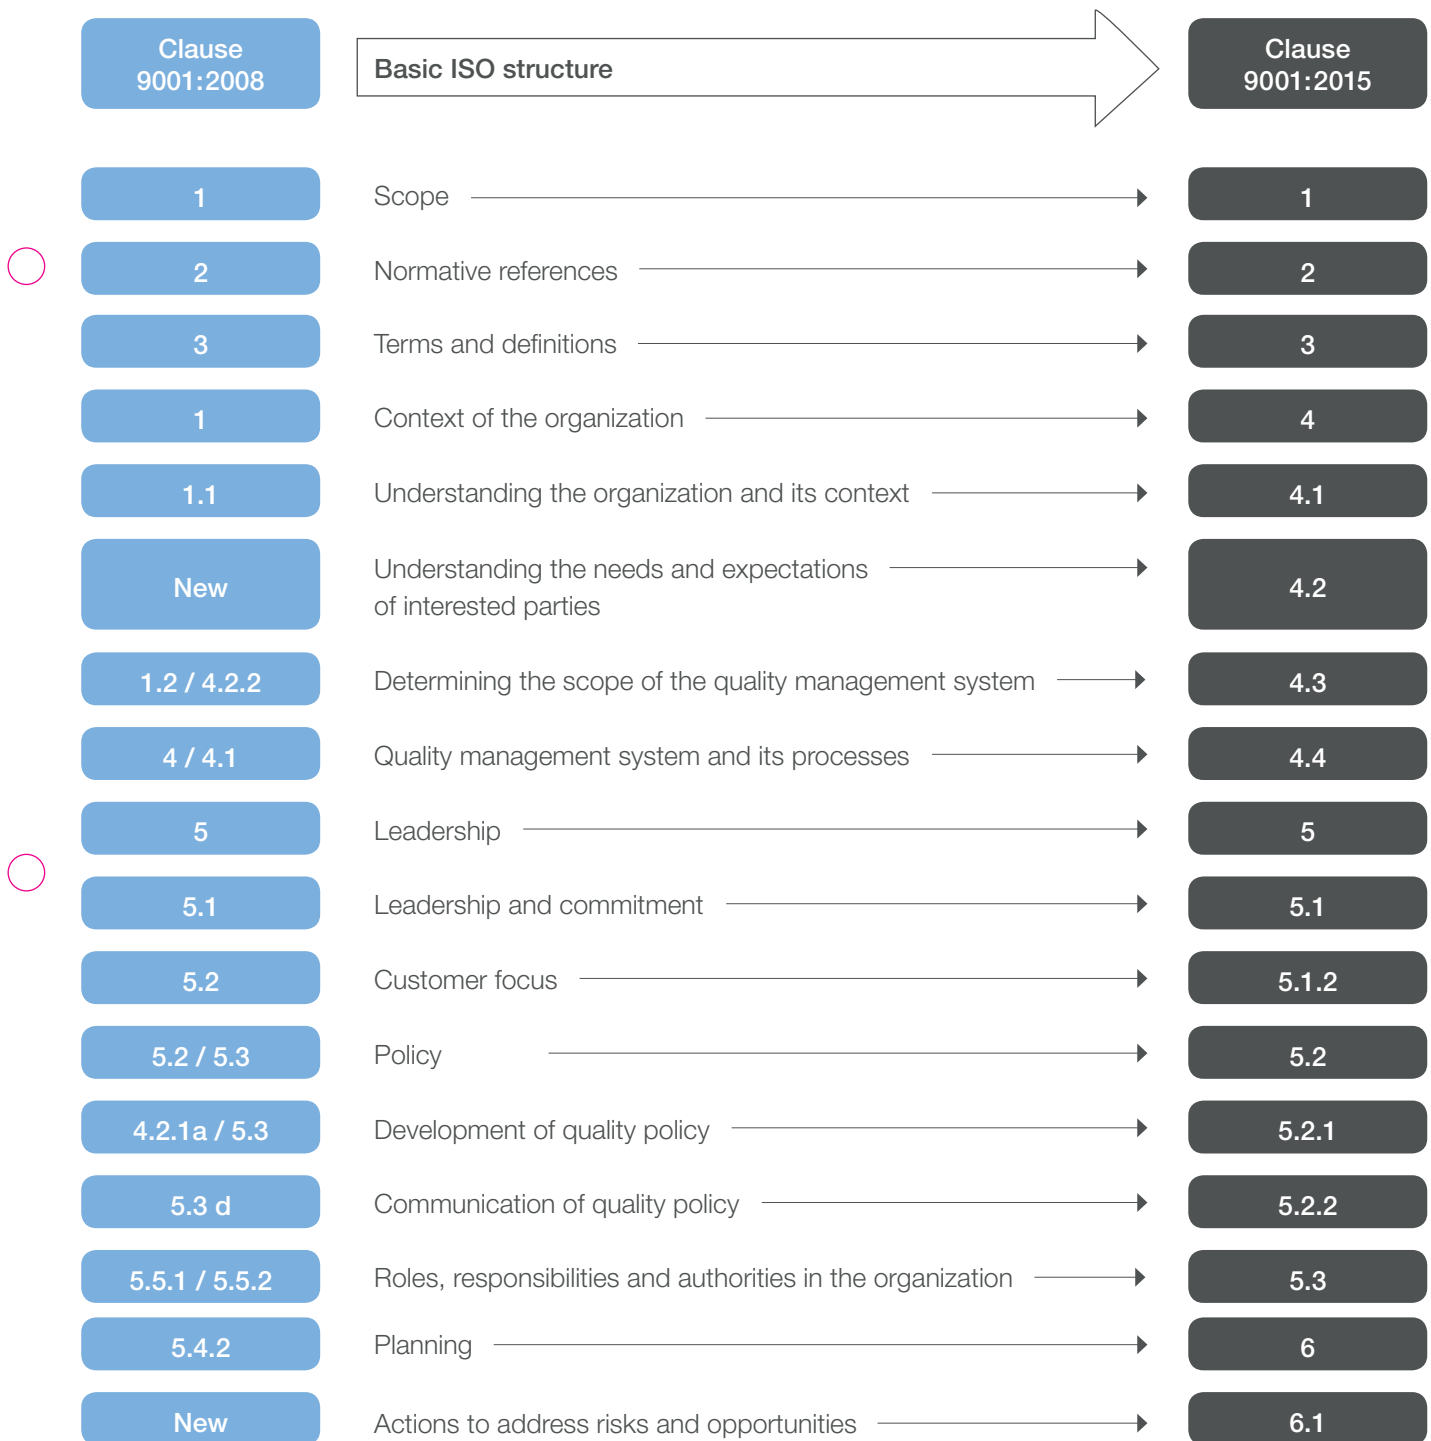 Clause
9001:2008
Basic ISO structure
Clause
9001:2015
1 Scope 1
2 Normative references 2
3 Terms and definitions 3
1 Context of the organization 4
1.1 Understanding the organization and its context 4.1
New Understanding the needs and expectations
of interested parties 4.2
1.2 / 4.2.2 Determining the scope of the quality management system 4.3
4 / 4.1 Quality management system and its processes 4.4
5 Leadership 5
5.1 Leadership and commitment 5.1
5.2 Customer focus 5.1.2
5.2 / 5.3 Policy 5.2
4.2.1a / 5.3 Development of quality policy 5.2.1
5.3 d Communication of quality policy 5.2.2
5.5.1 / 5.5.2 Roles, responsibilities and authorities in the organization 5.3
5.4.2 Planning 6
New Actions to address risks and opportunities 6.1